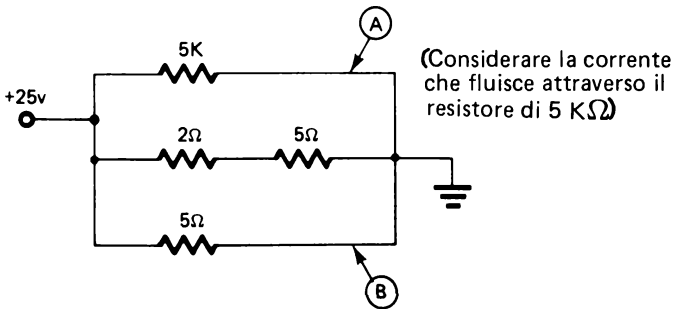 A
5K
(Considerare la corrente
che fluisce attraverso il
resistore di 5 KΩ)
+25v
2Ω
5Ω
5Ω
B